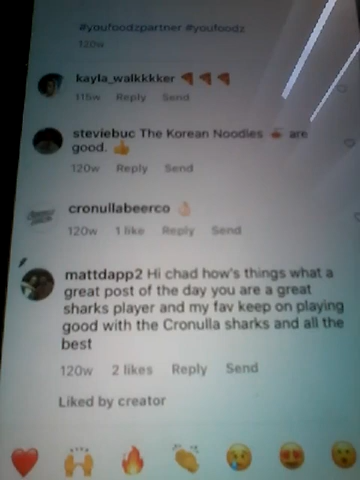 #youfoodzpartner #youfoodz
120w
kayla_walkkkker 🍕🍕🍕
115w Reply Send
steviebuc The Korean Noodles 🍜 are
good. 👍
120w Reply Send
cronullabeerco 👌🏻
120w 1 like Reply Send
mattdapp2 Hi chad how's things what a
great post of the day you are a great
sharks player and my fav keep on playing
good with the Cronulla sharks and all the
best
120w 2 likes Reply Send
Liked by creator
❤️ 🙌 🔥 👏 😢 😍 😮